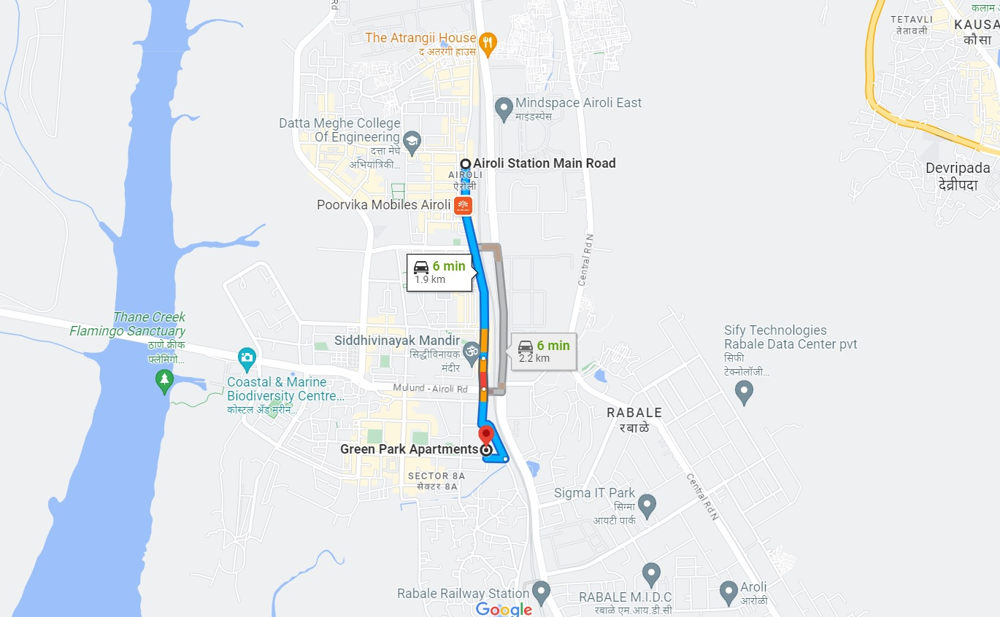 Rd
TETAVLI
तेतावली
कलाम
KAUSA
कौसा
The Atrangii House
द अतरंगी हाउस
Mindspace Airoli East
माइंडस्पेस
Datta Meghe College
Of Engineering
दत्ता मेघे
अभियांत्रिकी...
Airoli Station Main Road
AIROLI
ऐरोली
Devripada
देव्रीपदा
Poorvika Mobiles Airoli
Central Rd N
6 min
1.9 km
Thane Creek
Flamingo Sanctuary
ठाणे क्रीक
फ्लेमिंगो...
Siddhivinayak Mandir
सिद्धीविनायक
मंदीर
6 min
2.2 km
Sify Technologies
Rabale Data Center pvt
सिफी
टेक्नोलॉजी...
Coastal & Marine
Biodiversity Centre...
कोस्टल अँड मरीन...
Mulund - Airoli Rd
RABALE
रबाळे
Green Park Apartments
SECTOR 8A
सेक्टर 8A
Central Rd N
Sigma IT Park
सिग्मा
आयटी पार्क
Rabale Railway Station
RABALE M.I.D.C
रबाळे एम.आय.डी.सी
Aroli
आरोळी
Google